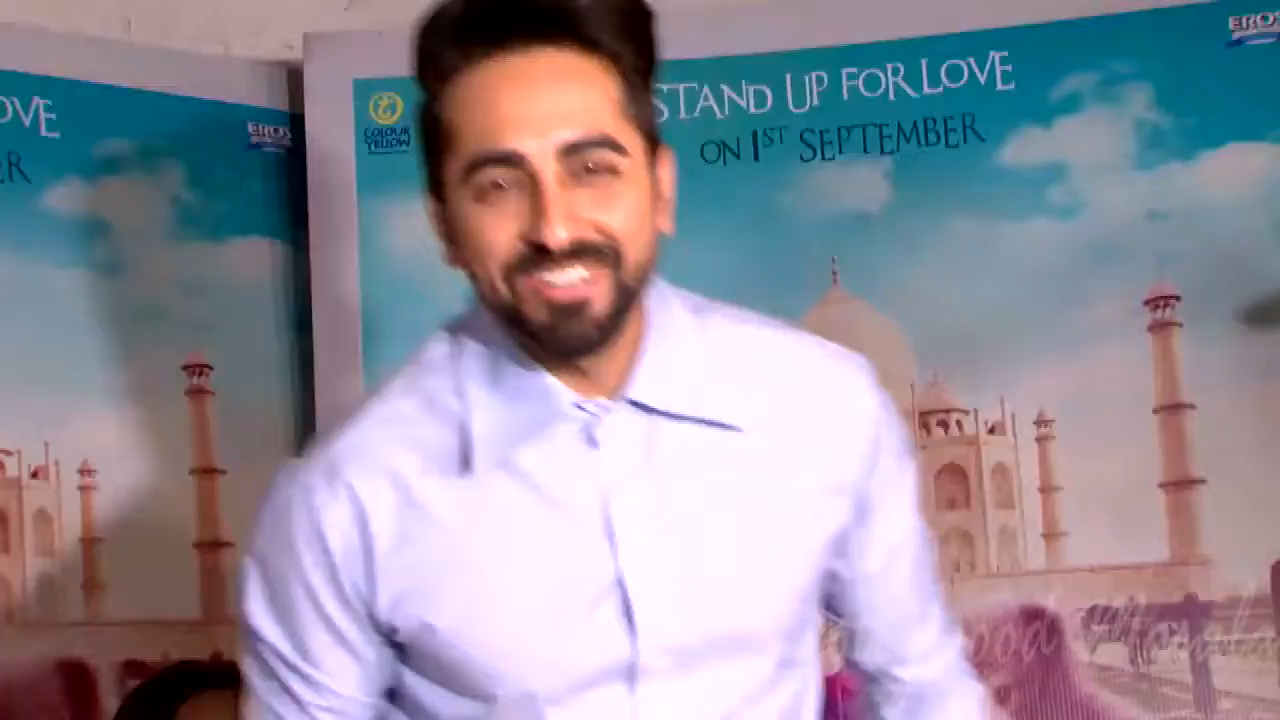 OVE
ER
EROS
COLOUR
YELLOW
STAND UP FOR LOVE
ON 1ST SEPTEMBER
EROS